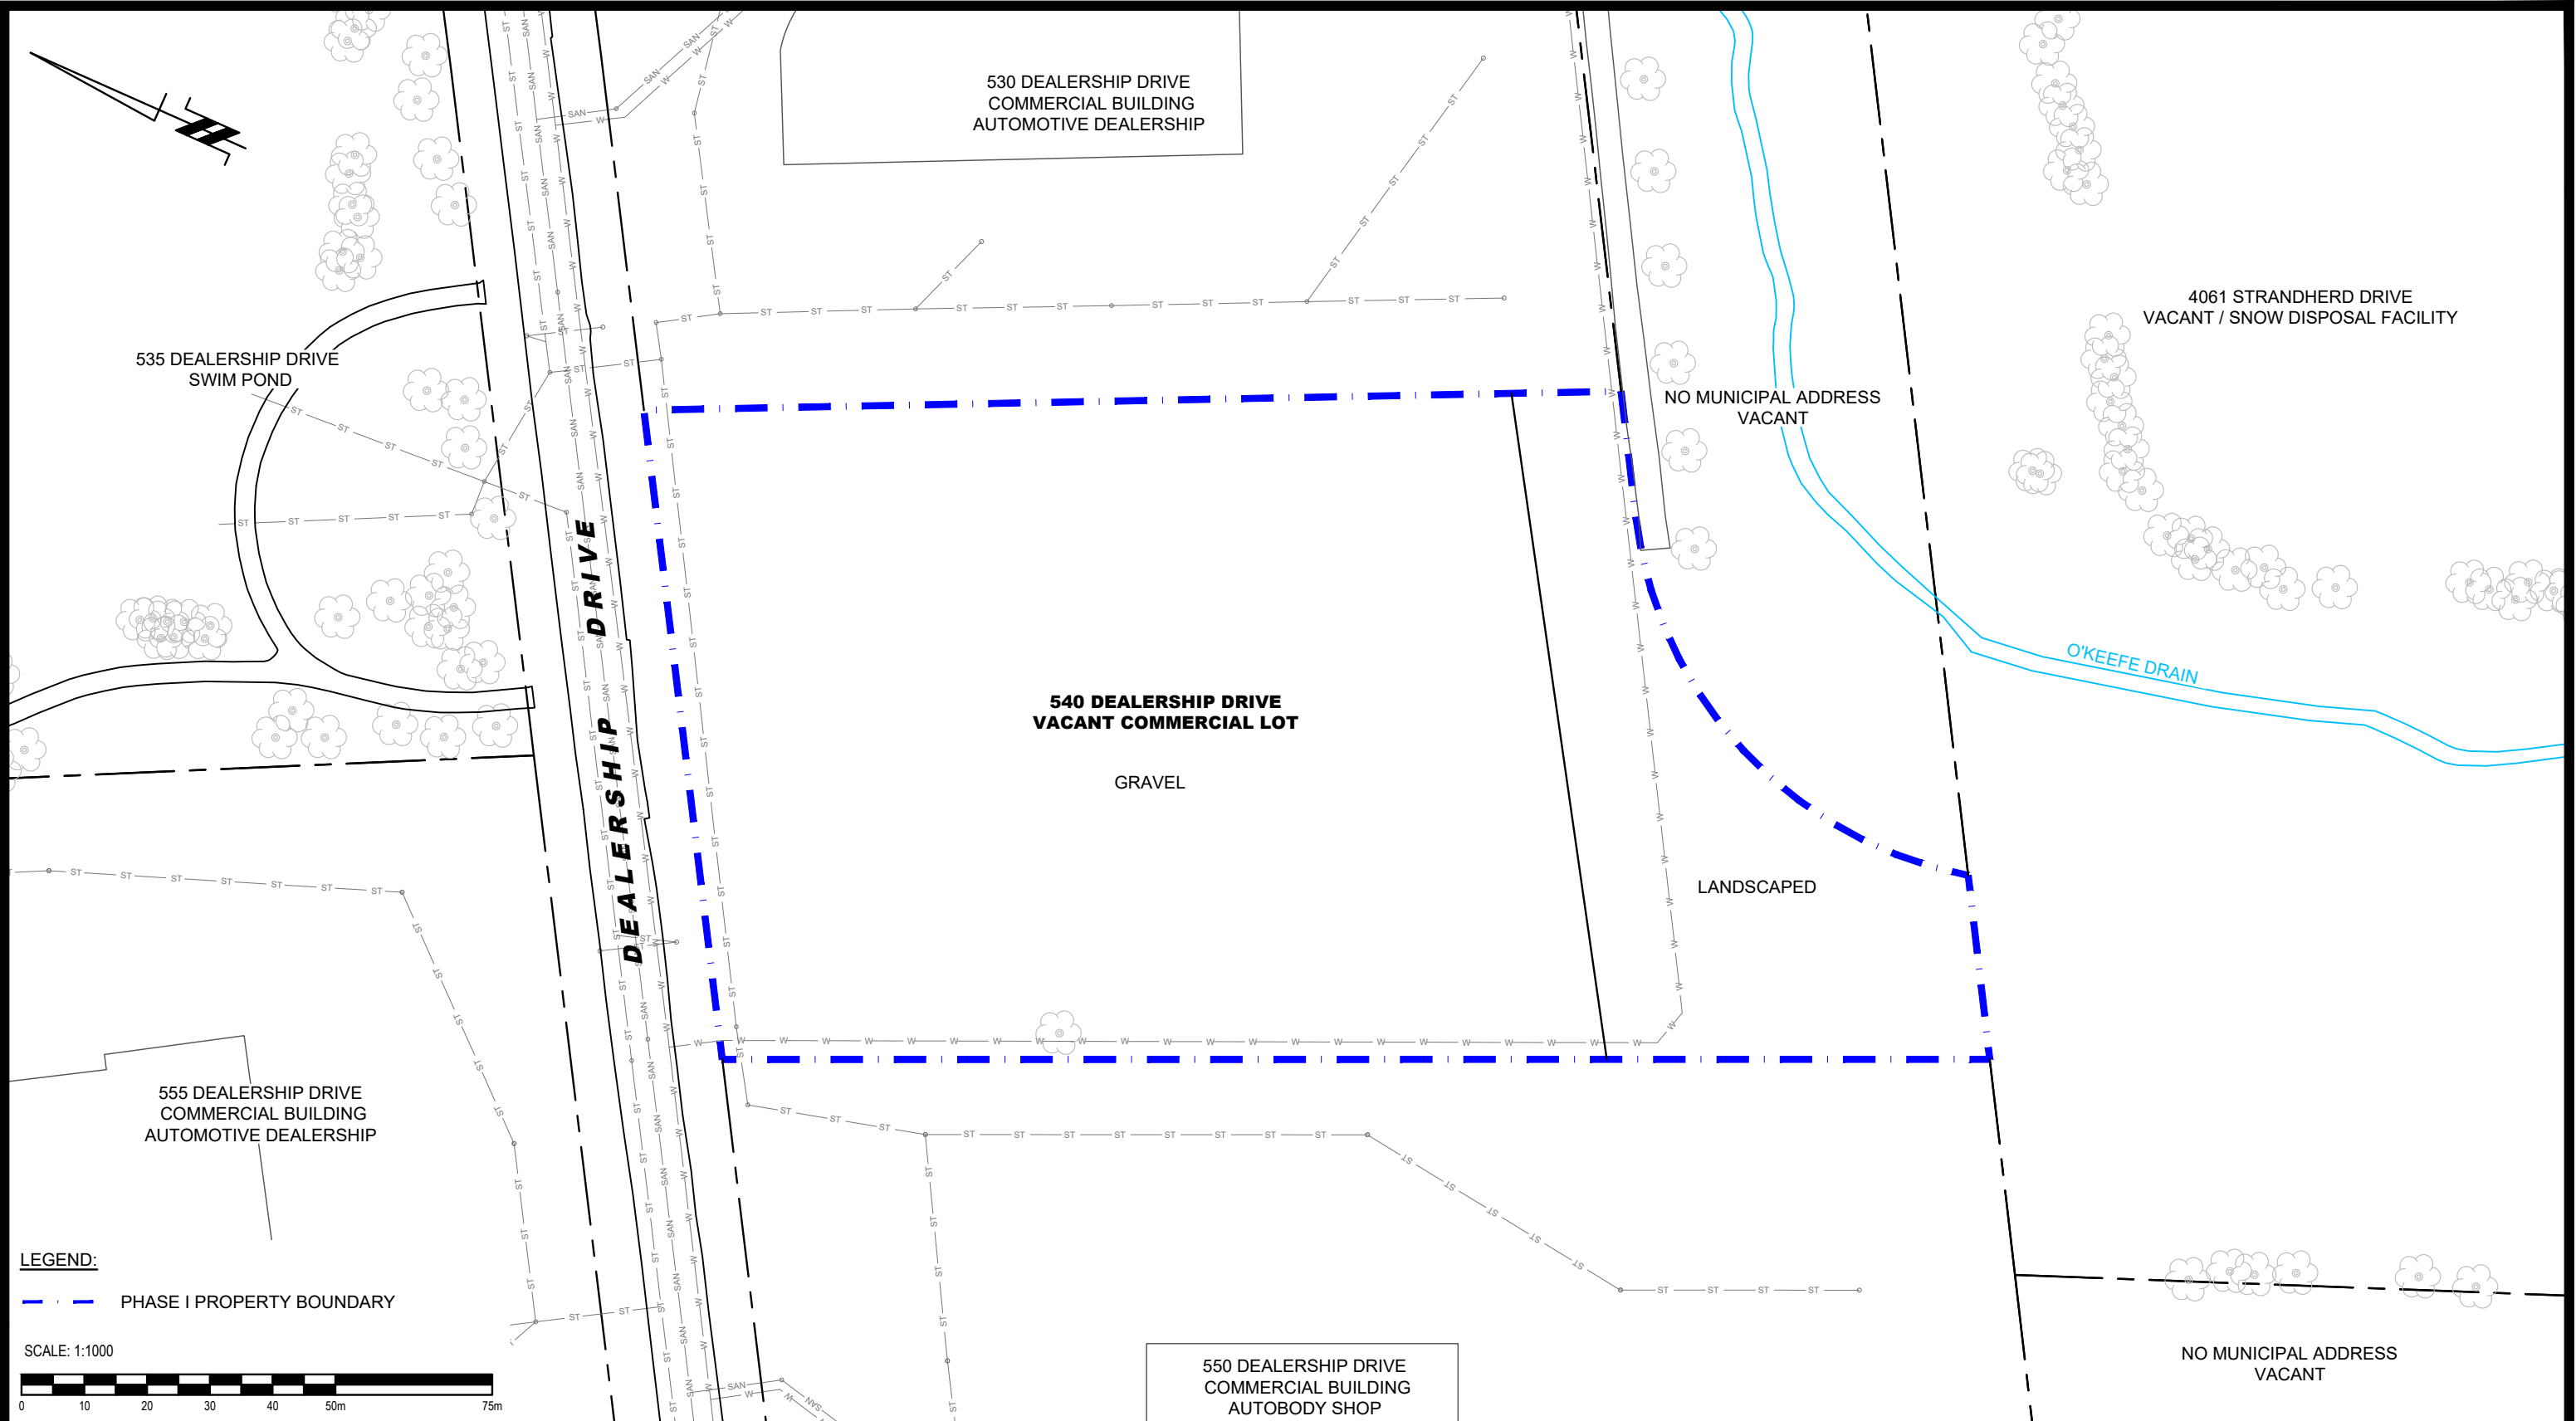 530 DEALERSHIP DRIVE
COMMERCIAL BUILDING
AUTOMOTIVE DEALERSHIP
4061 STRANDHERD DRIVE
VACANT / SNOW DISPOSAL FACILITY
535 DEALERSHIP DRIVE
SWIM POND
NO MUNICIPAL ADDRESS
VACANT
O'KEEFE DRAIN
DEALERSHIP DRIVE
540 DEALERSHIP DRIVE
VACANT COMMERCIAL LOT
GRAVEL
LANDSCAPED
555 DEALERSHIP DRIVE
COMMERCIAL BUILDING
AUTOMOTIVE DEALERSHIP
LEGEND:
PHASE I PROPERTY BOUNDARY
SCALE: 1:1000
0 10 20 30 40 50m 75m
550 DEALERSHIP DRIVE
COMMERCIAL BUILDING
AUTOBODY SHOP
NO MUNICIPAL ADDRESS
VACANT
ST
SAN
W